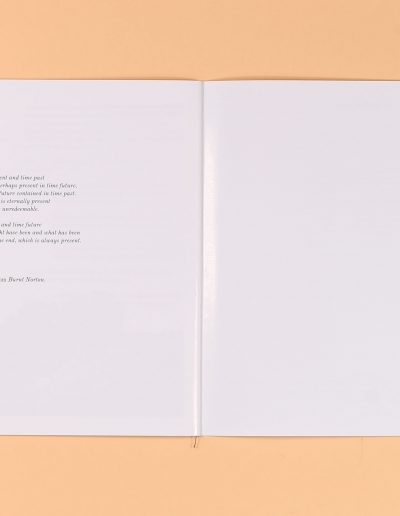 ent and time past
erhaps present in time future,
future contained in time past.
is eternally present
unredeemable.
and time future
ht have been and what has been
e end, which is always present.
Burnt Norton.